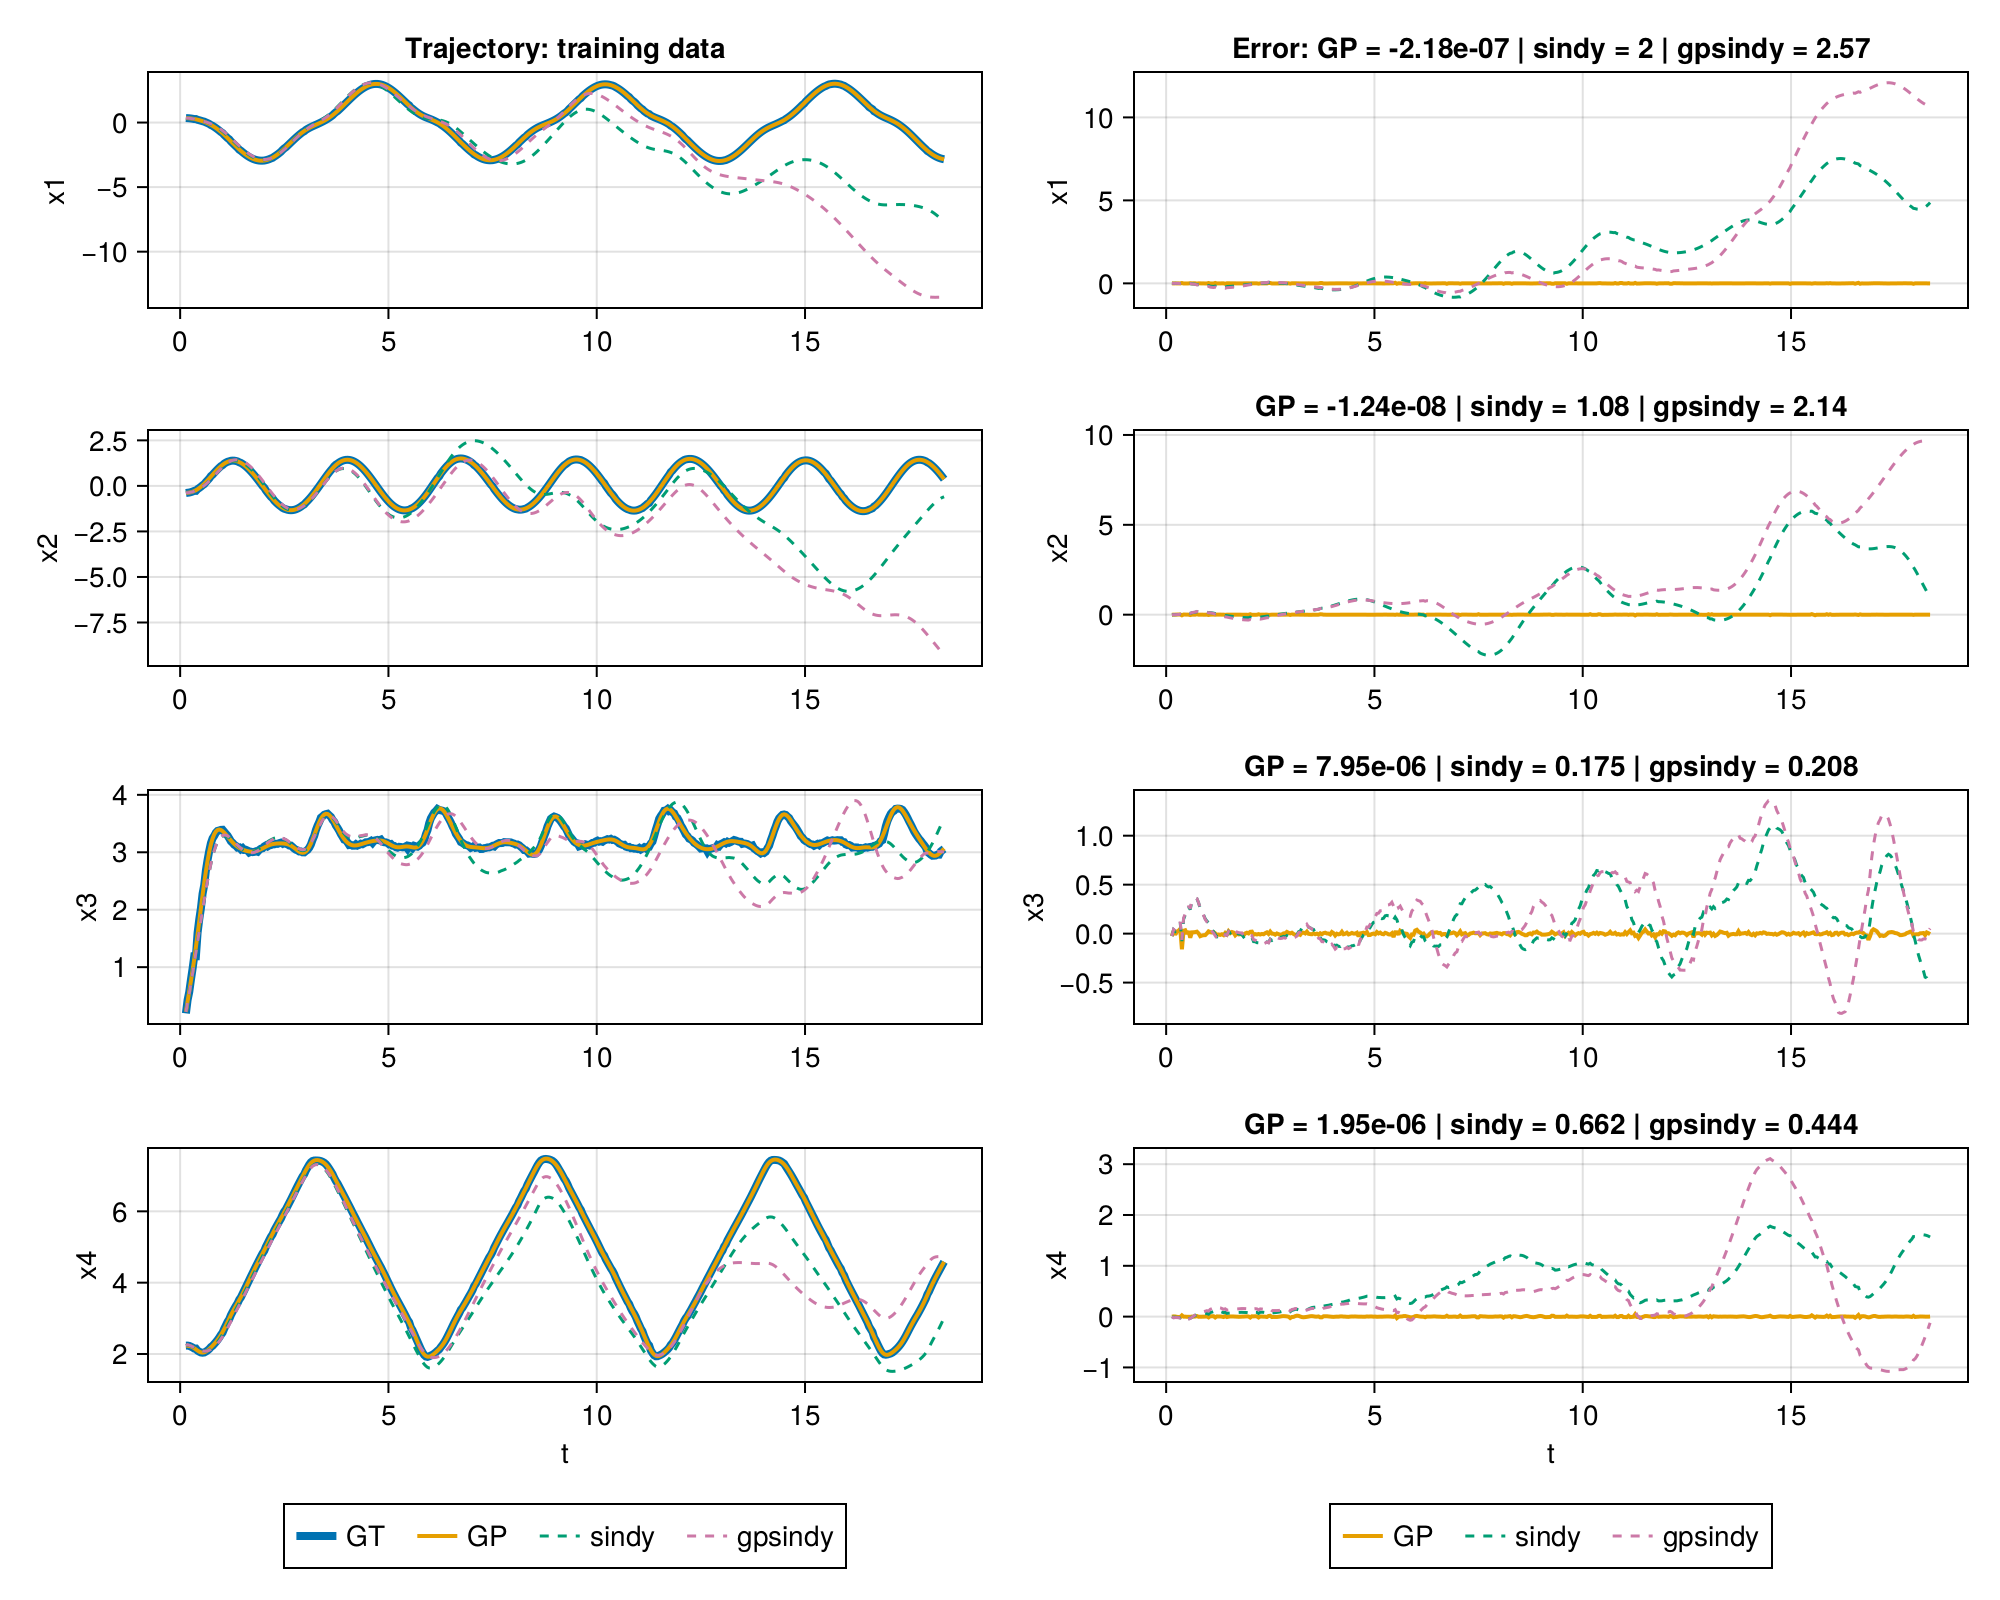 Trajectory: training data
x1
0
−5
−10
0 5 10 15
Error: GP = -2.18e-07 | sindy = 2 | gpsindy = 2.57
x1
10
5
0
0 5 10 15
x2
2.5
0.0
−2.5
−5.0
−7.5
0 5 10 15
GP = -1.24e-08 | sindy = 1.08 | gpsindy = 2.14
x2
10
5
0
0 5 10 15
x3
4
3
2
1
0 5 10 15
GP = 7.95e-06 | sindy = 0.175 | gpsindy = 0.208
x3
1.0
0.5
0.0
−0.5
0 5 10 15
x4
6
4
2
0 5 10 15
t
GP = 1.95e-06 | sindy = 0.662 | gpsindy = 0.444
x4
3
2
1
0
−1
0 5 10 15
t
GT GP sindy gpsindy
GP sindy gpsindy